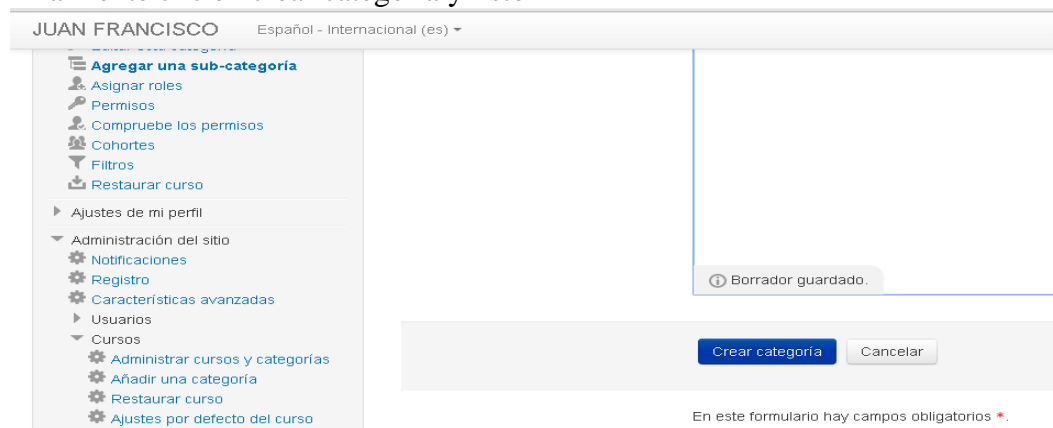 JUAN FRANCISCO Español - Internacional (es)
Agregar una sub-categoría
Asignar roles
Permisos
Compruebe los permisos
Cohortes
Filtros
Restaurar curso
Ajustes de mi perfil
Administración del sitio
Notificaciones
Registro
Características avanzadas
Usuarios
Cursos
Administrar cursos y categorías
Añadir una categoría
Restaurar curso
Ajustes por defecto del curso
Borrador guardado.
Crear categoría Cancelar
En este formulario hay campos obligatorios *.